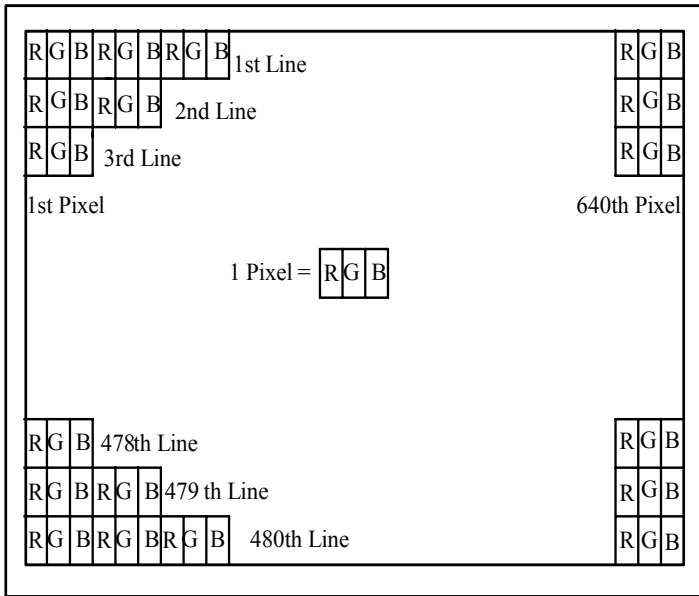 R G B R G B R G B 1st Line R G B
R G B R G B 2nd Line R G B
R G B 3rd Line R G B
1st Pixel 640th Pixel
1 Pixel = R G B
R G B 478th Line R G B
R G B R G B 479 th Line R G B
R G B R G B R G B 480th Line R G B